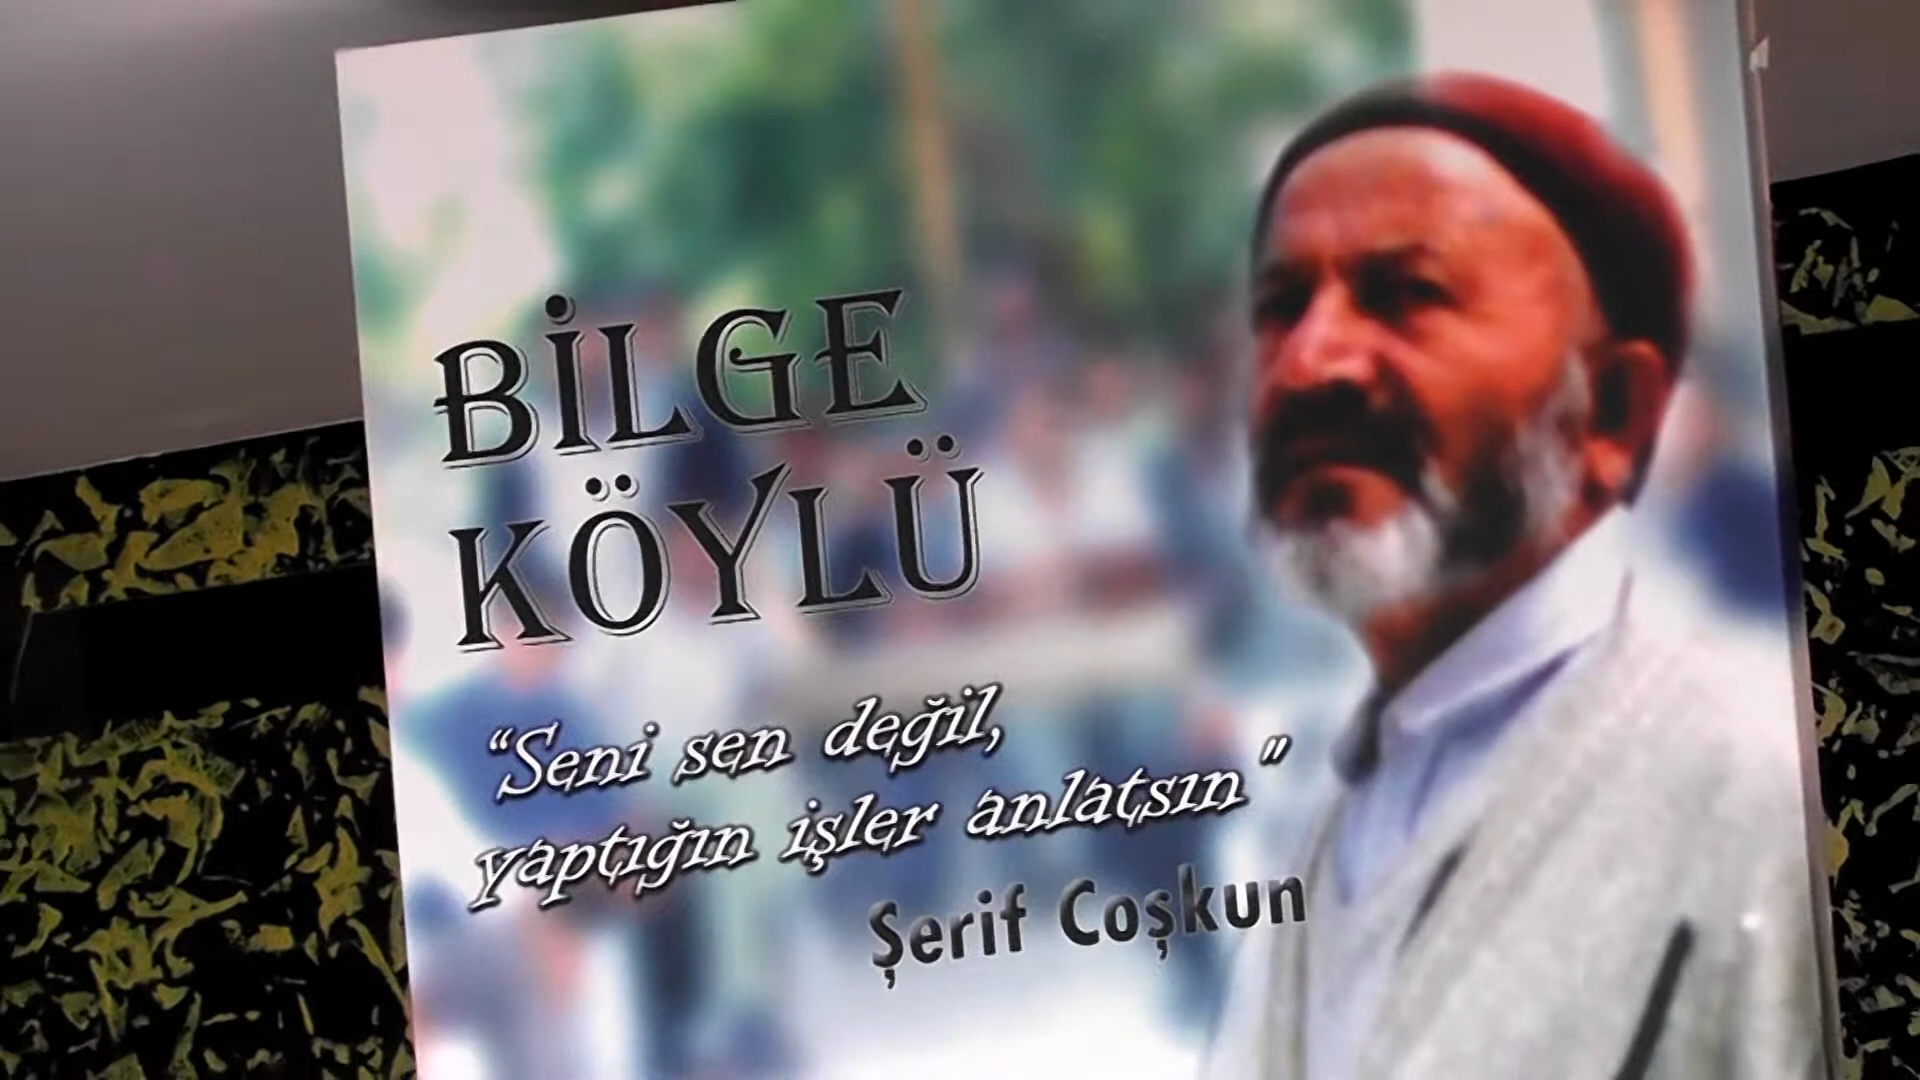 BİLGE
KÖYLÜ
“Seni sen değil,
yaptığın işler anlatsın”
Şerif Coşkun